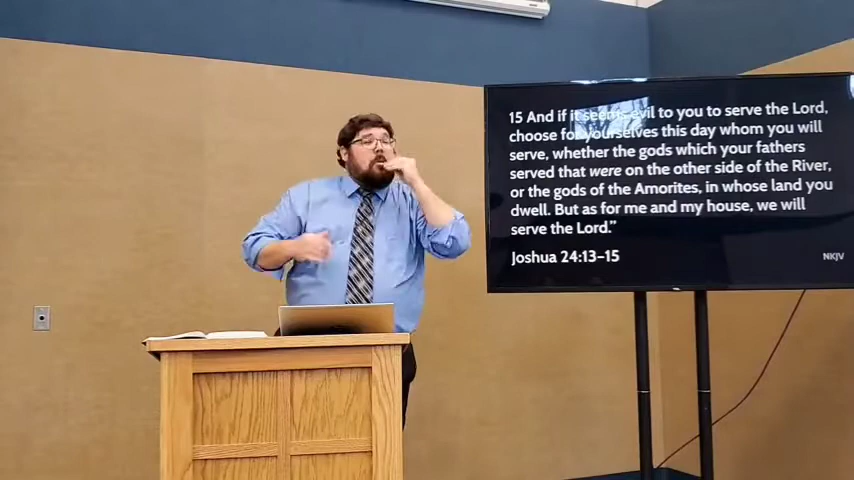 15 And if it seems evil to you to serve the Lord,
choose for yourselves this day whom you will
serve, whether the gods which your fathers
served that were on the other side of the River,
or the gods of the Amorites, in whose land you
dwell. But as for me and my house, we will
serve the Lord."
Joshua 24:13-15
NKJV